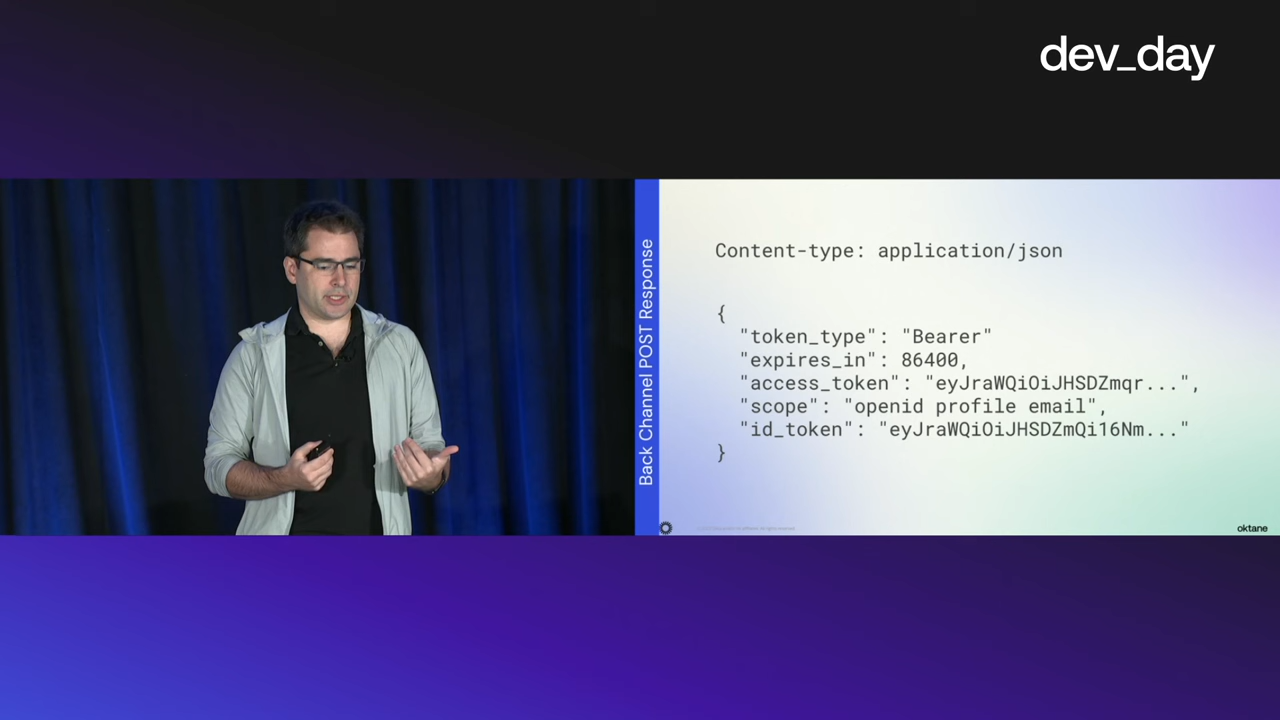 dev_day
Back Channel POST Response
Content-type: application/json
{
"token_type": "Bearer"
"expires_in": 86400,
"access_token": "eyJraWQiOiJHSDZmqr...",
"scope": "openid profile email",
"id_token": "eyJraWQiOiJHSDZmQi16Nm..."
}
oktane